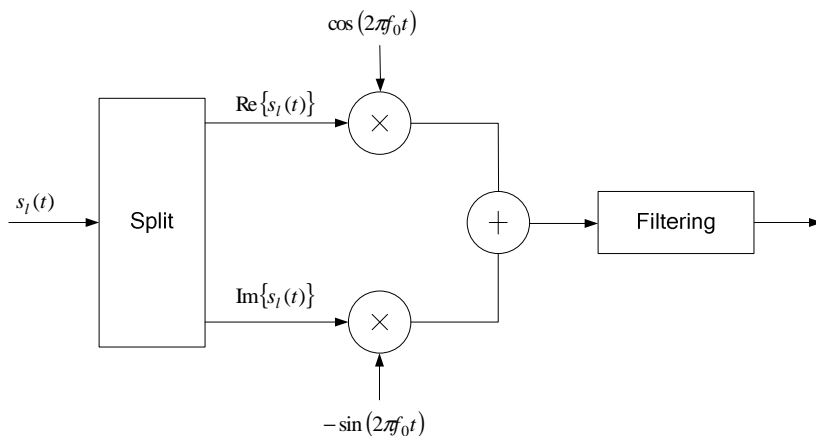 cos(2πf₀t)
Re{sₗ(t)}
sₗ(t)
Split
×
+
Filtering
Im{sₗ(t)}
×
−sin(2πf₀t)